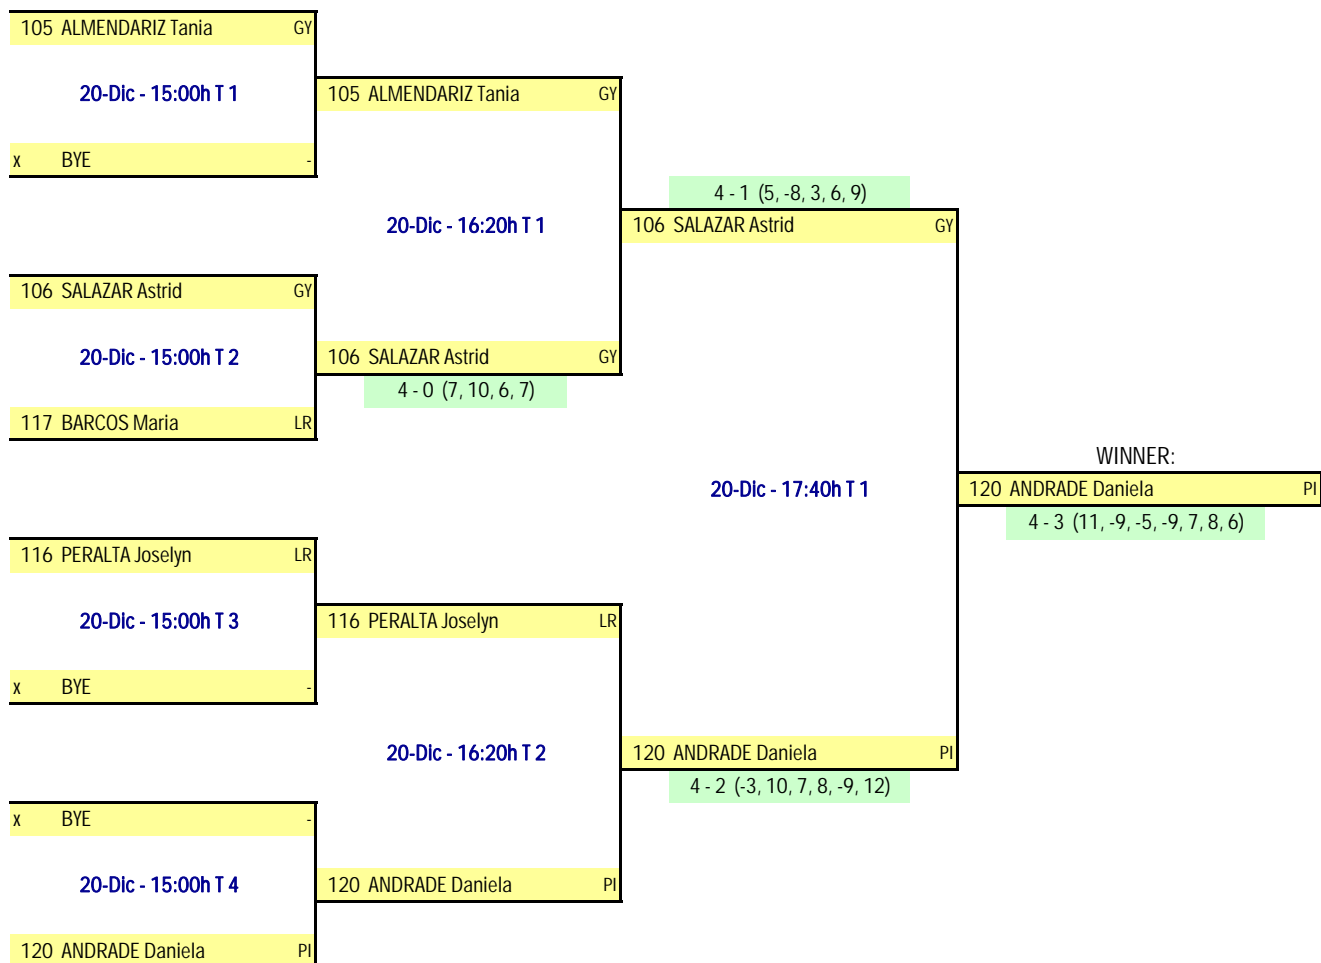 105 ALMENDARIZ Tania GY
20-Dic - 15:00h T 1
105 ALMENDARIZ Tania GY
x BYE -
4 - 1 (5, -8, 3, 6, 9)
20-Dic - 16:20h T 1
106 SALAZAR Astrid GY
106 SALAZAR Astrid GY
20-Dic - 15:00h T 2
106 SALAZAR Astrid GY
4 - 0 (7, 10, 6, 7)
117 BARCOS Maria LR
WINNER:
20-Dic - 17:40h T 1
120 ANDRADE Daniela PI
4 - 3 (11, -9, -5, -9, 7, 8, 6)
116 PERALTA Joselyn LR
20-Dic - 15:00h T 3
116 PERALTA Joselyn LR
x BYE -
20-Dic - 16:20h T 2
120 ANDRADE Daniela PI
4 - 2 (-3, 10, 7, 8, -9, 12)
x BYE -
20-Dic - 15:00h T 4
120 ANDRADE Daniela PI
120 ANDRADE Daniela PI